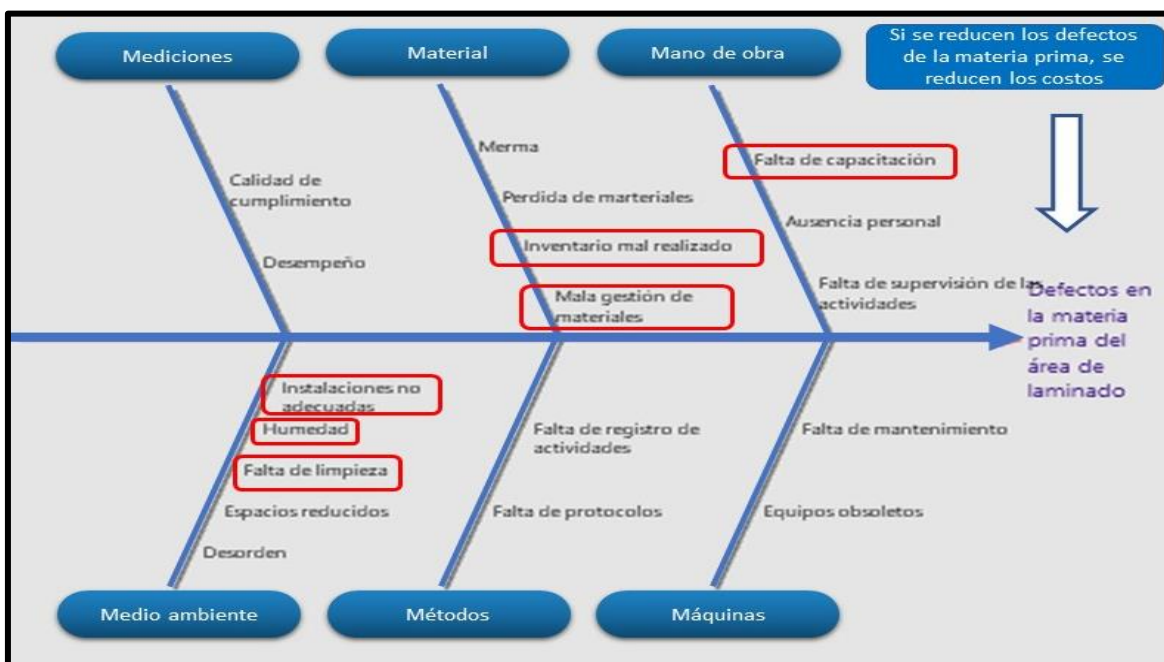 Mediciones
Material
Mano de obra
Si se reducen los defectos
de la materia prima, se
reducen los costos
Calidad de
cumplimiento
Desempeño
Merma
Perdida de marteriales
Inventario mal realizado
Mala gestión de
materiales
Falta de capacitación
Ausencia personal
Falta de supervisión de las
actividades
Defectos en
la materia
prima del
área de
laminado
Instalaciones no
adecuadas
Humedad
Falta de limpieza
Espacios reducidos
Desorden
Falta de registro de
actividades
Falta de protocolos
Falta de mantenimiento
Equipos obsoletos
Medio ambiente
Métodos
Máquinas